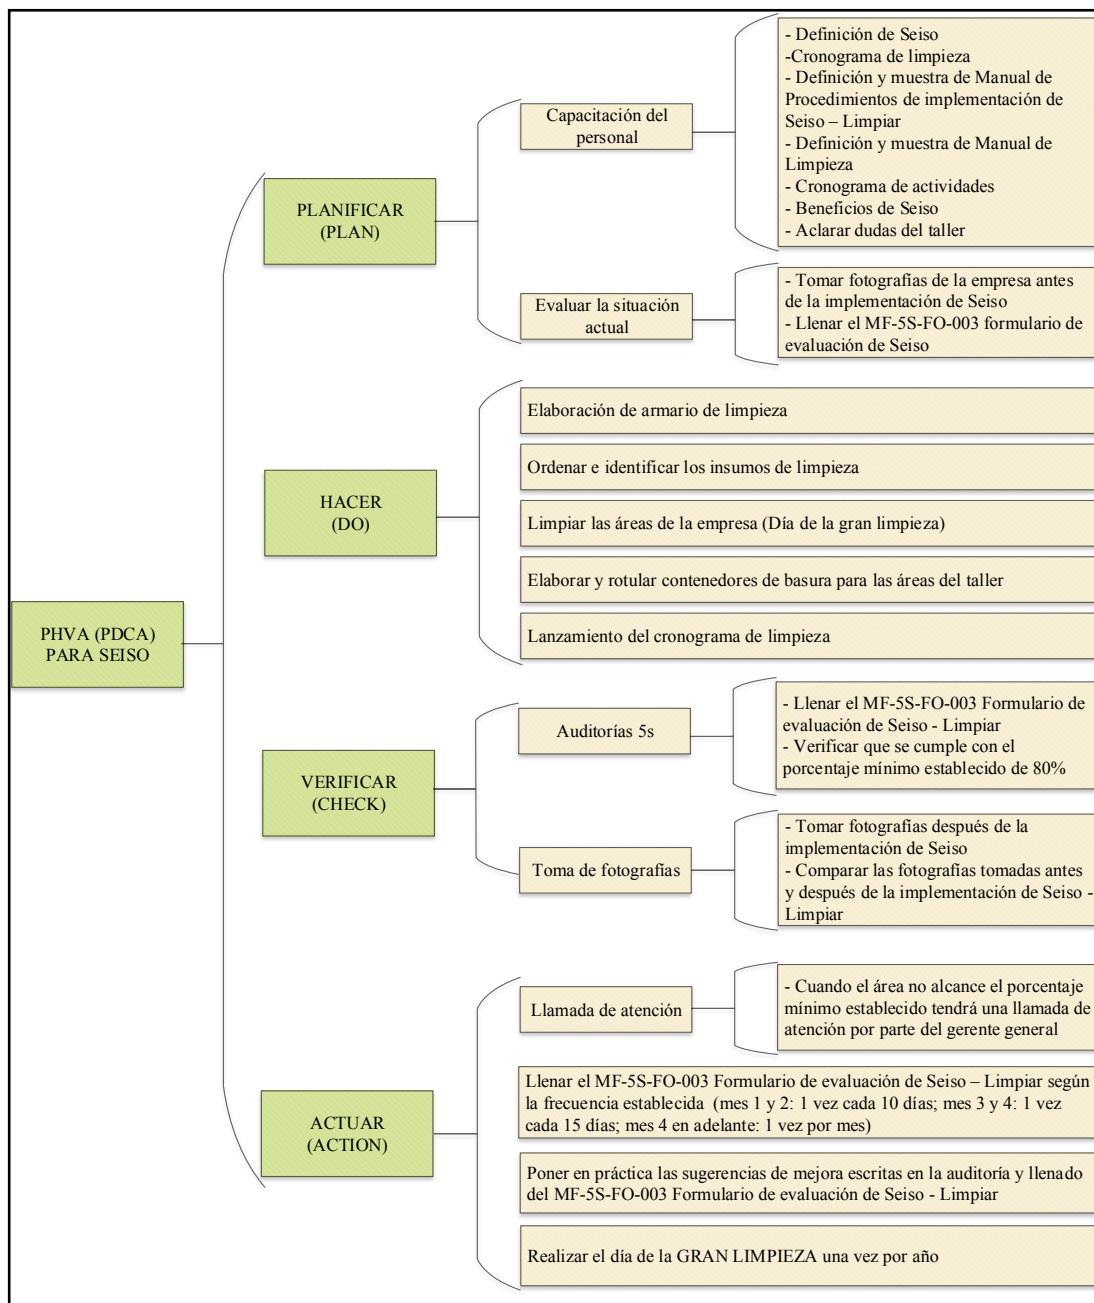 PHVA (PDCA)
PARA SEISO
PLANIFICAR
(PLAN)
Capacitación del
personal
- Definición de Seiso
-Cronograma de limpieza
- Definición y muestra de Manual de
Procedimientos de implementación de
Seiso – Limpiar
- Definición y muestra de Manual de
Limpieza
- Cronograma de actividades
- Beneficios de Seiso
- Aclarar dudas del taller
Evaluar la situación
actual
- Tomar fotografías de la empresa antes
de la implementación de Seiso
- Llenar el MF-5S-FO-003 formulario de
evaluación de Seiso
HACER
(DO)
Elaboración de armario de limpieza
Ordenar e identificar los insumos de limpieza
Limpiar las áreas de la empresa (Día de la gran limpieza)
Elaborar y rotular contenedores de basura para las áreas del taller
Lanzamiento del cronograma de limpieza
VERIFICAR
(CHECK)
Auditorías 5s
- Llenar el MF-5S-FO-003 Formulario de
evaluación de Seiso - Limpiar
- Verificar que se cumple con el
porcentaje mínimo establecido de 80%
Toma de fotografías
- Tomar fotografías después de la
implementación de Seiso
- Comparar las fotografías tomadas antes
y después de la implementación de Seiso -
Limpiar
ACTUAR
(ACTION)
Llamada de atención
- Cuando el área no alcance el porcentaje
mínimo establecido tendrá una llamada de
atención por parte del gerente general
Llenar el MF-5S-FO-003 Formulario de evaluación de Seiso – Limpiar según
la frecuencia establecida (mes 1 y 2: 1 vez cada 10 días; mes 3 y 4: 1 vez
cada 15 días; mes 4 en adelante: 1 vez por mes)
Poner en práctica las sugerencias de mejora escritas en la auditoría y llenado
del MF-5S-FO-003 Formulario de evaluación de Seiso - Limpiar
Realizar el día de la GRAN LIMPIEZA una vez por año